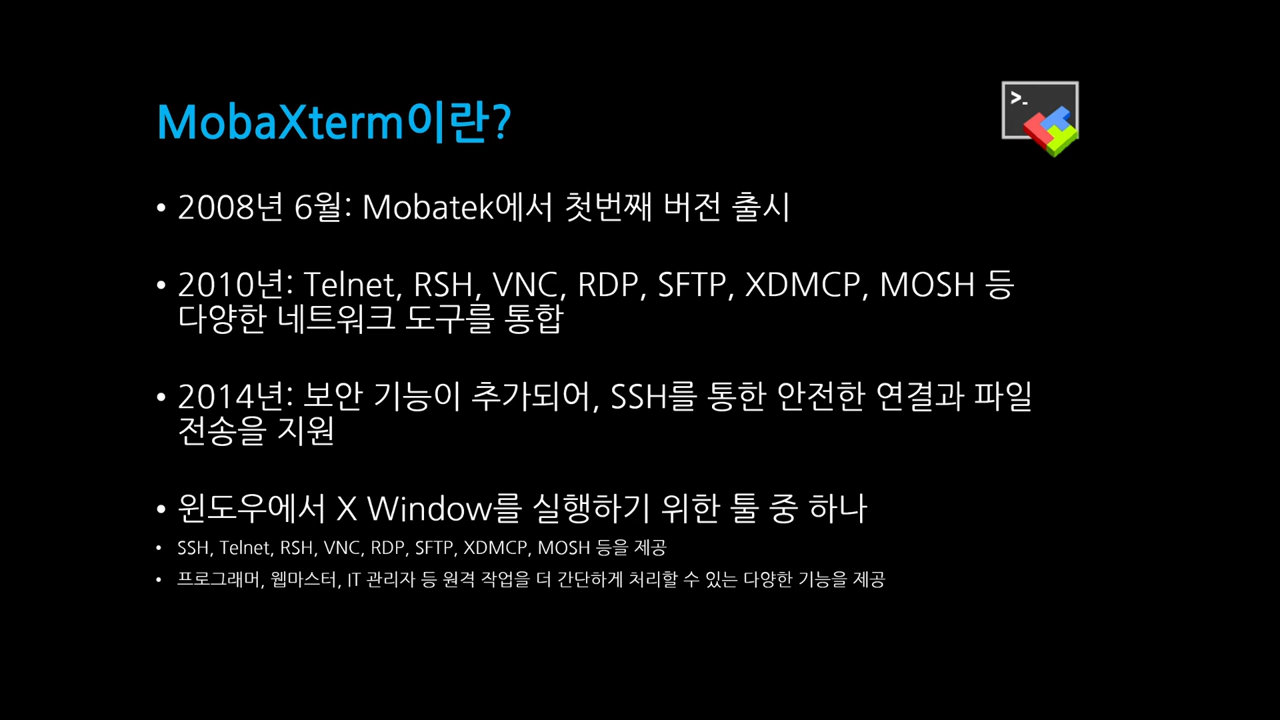 MobaXterm이란?
>_
• 2008년 6월: Mobatek에서 첫번째 버전 출시
• 2010년: Telnet, RSH, VNC, RDP, SFTP, XDMCP, MOSH 등
다양한 네트워크 도구를 통합
• 2014년: 보안 기능이 추가되어, SSH를 통한 안전한 연결과 파일
전송을 지원
• 윈도우에서 X Window를 실행하기 위한 툴 중 하나
• SSH, Telnet, RSH, VNC, RDP, SFTP, XDMCP, MOSH 등을 제공
• 프로그래머, 웹마스터, IT 관리자 등 원격 작업을 더 간단하게 처리할 수 있는 다양한 기능을 제공